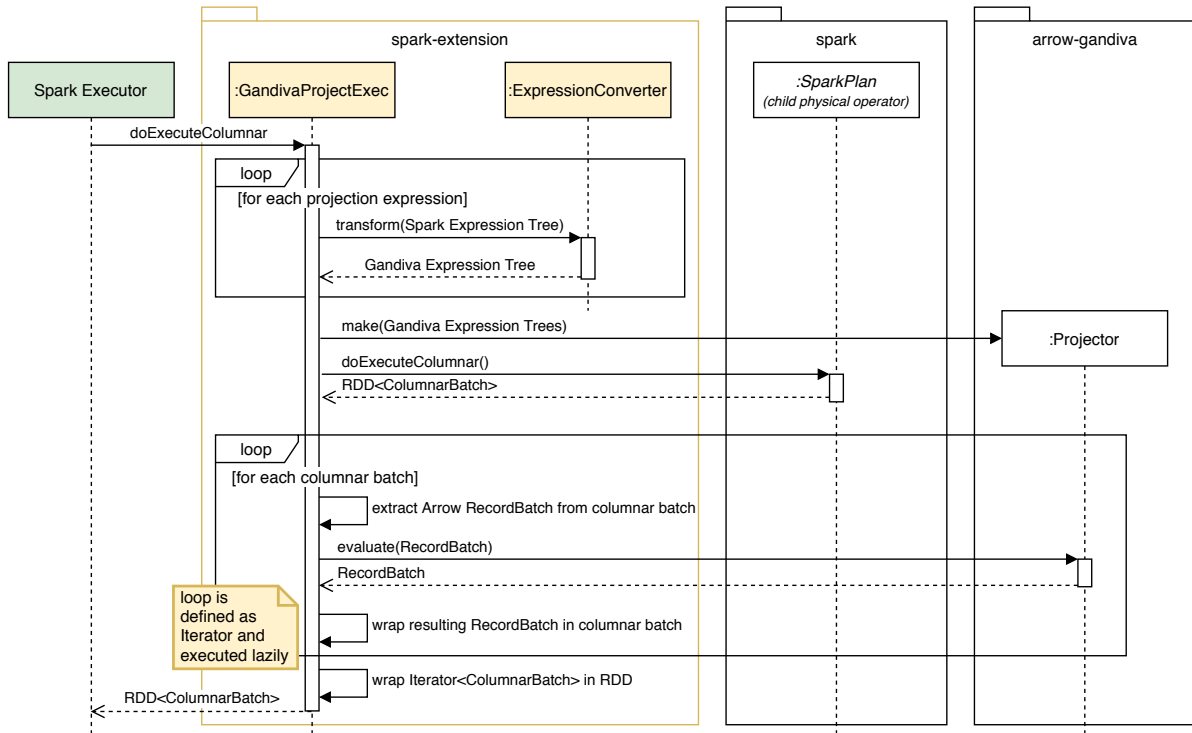 spark-extension
spark
arrow-gandiva
Spark Executor
:GandivaProjectExec
:ExpressionConverter
:SparkPlan
(child physical operator)
doExecuteColumnar
loop
[for each projection expression]
transform(Spark Expression Tree)
Gandiva Expression Tree
make(Gandiva Expression Trees)
:Projector
doExecuteColumnar()
RDD<ColumnarBatch>
loop
[for each columnar batch]
extract Arrow RecordBatch from columnar batch
evaluate(RecordBatch)
RecordBatch
loop is
defined as
Iterator and
executed lazily
wrap resulting RecordBatch in columnar batch
wrap Iterator<ColumnarBatch> in RDD
RDD<ColumnarBatch>